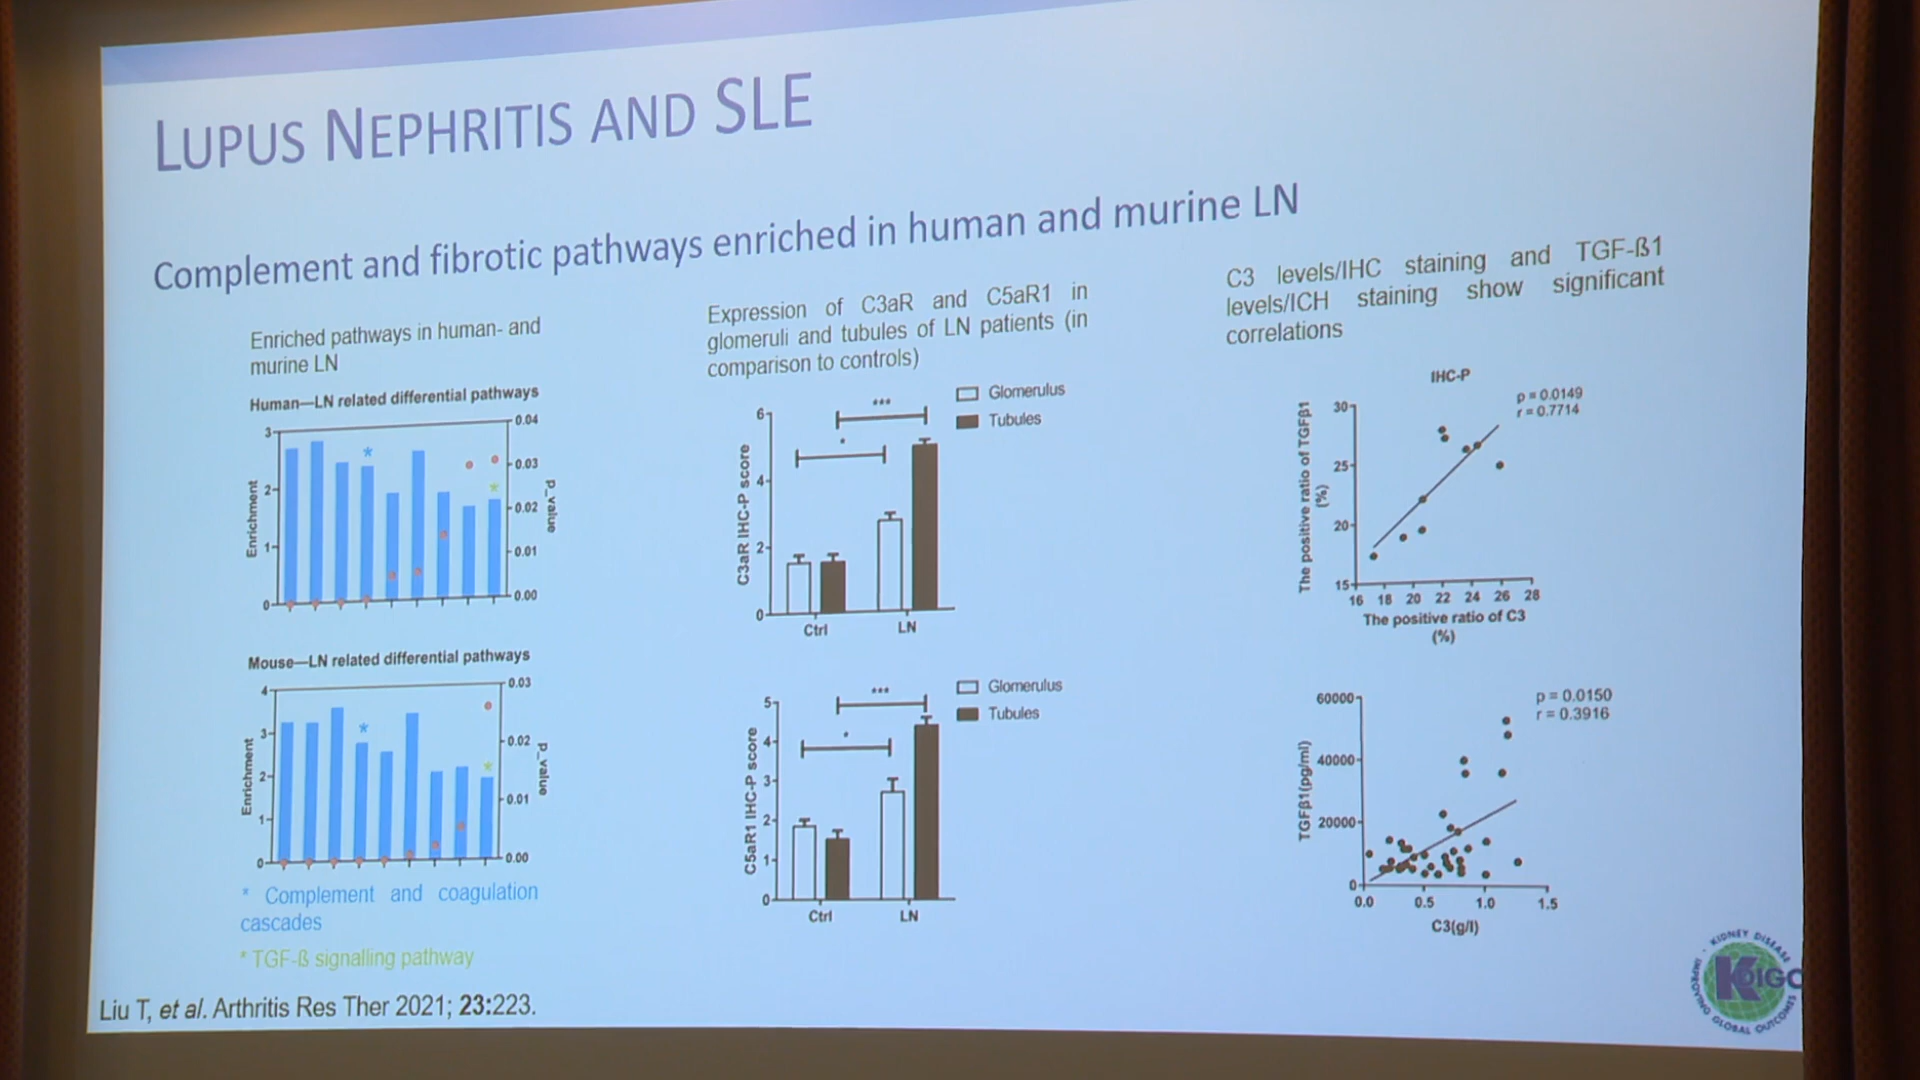 LUPUS NEPHRITIS AND SLE
Complement and fibrotic pathways enriched in human and murine LN
Enriched pathways in human- and
murine LN
Human—LN related differential pathways
3
2
1
0
Enrichment
0.04
0.03
0.02
0.01
0.00
p_value
*
*
Mouse—LN related differential pathways
4
3
2
1
0
Enrichment
0.03
0.02
0.01
0.00
p_value
*
*
* Complement and coagulation
cascades
* TGF-ß signalling pathway
Liu T, et al. Arthritis Res Ther 2021; 23:223.
Expression of C3aR and C5aR1 in
glomeruli and tubules of LN patients (in
comparison to controls)
Glomerulus
Tubules
***
*
6
4
2
0
C3aR IHC-P score
Ctrl LN
Glomerulus
Tubules
***
*
5
4
3
2
1
0
C5aR1 IHC-P score
Ctrl LN
C3 levels/IHC staining and TGF-ß1
levels/ICH staining show significant
correlations
IHC-P
p = 0.0149
r = 0.7714
30
25
20
15
The positive ratio of TGFβ1
(%)
16 18 20 22 24 26 28
The positive ratio of C3
(%)
p = 0.0150
r = 0.3916
60000
40000
20000
0
TGFβ1(pg/ml)
0.0 0.5 1.0 1.5
C3(g/l)
KIDNEY DISEASE
KDIGO
IMPROVING GLOBAL OUTCOMES